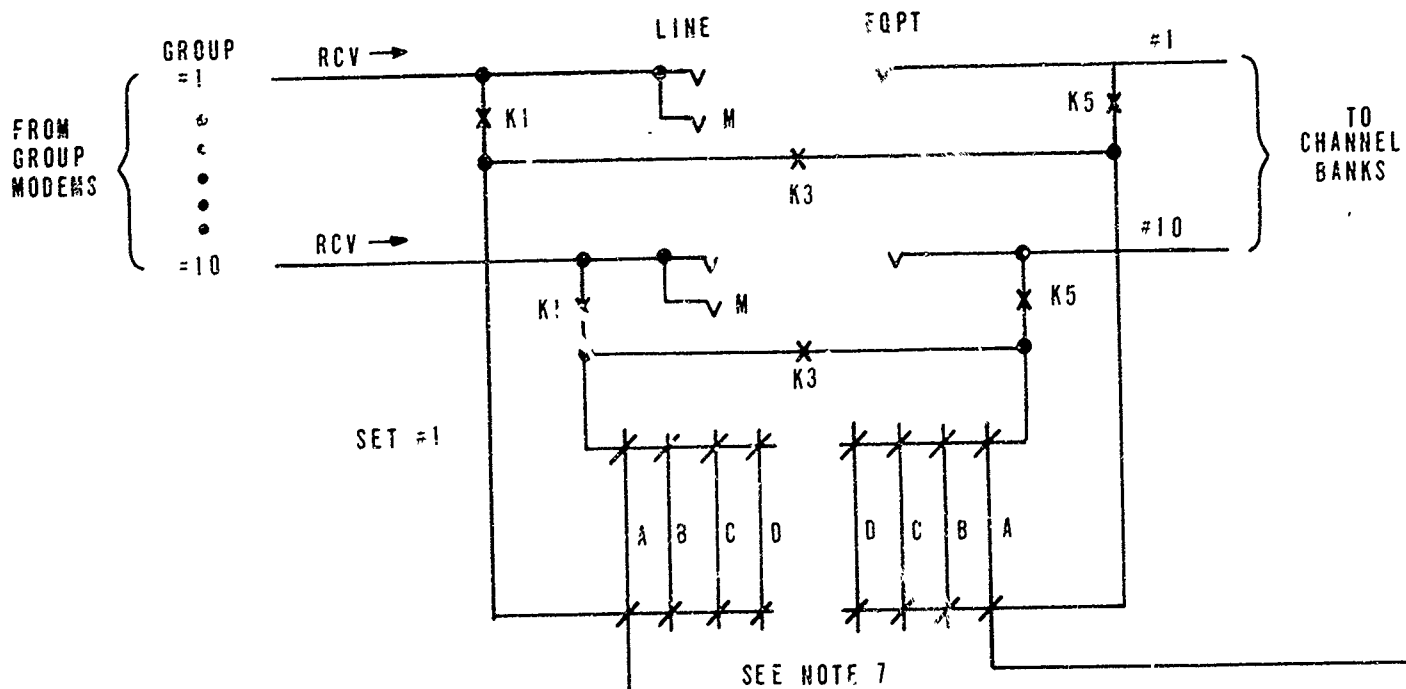 LINE
EQPT
#1
GROUP
RCV →
#1
K1
K5
M
FROM
GROUP
MODEMS
TO
CHANNEL
BANKS
K3
RCV →
#10
#10
K1
M
K5
K3
SET #1
A B C D
D C B A
SEE NOTE 7